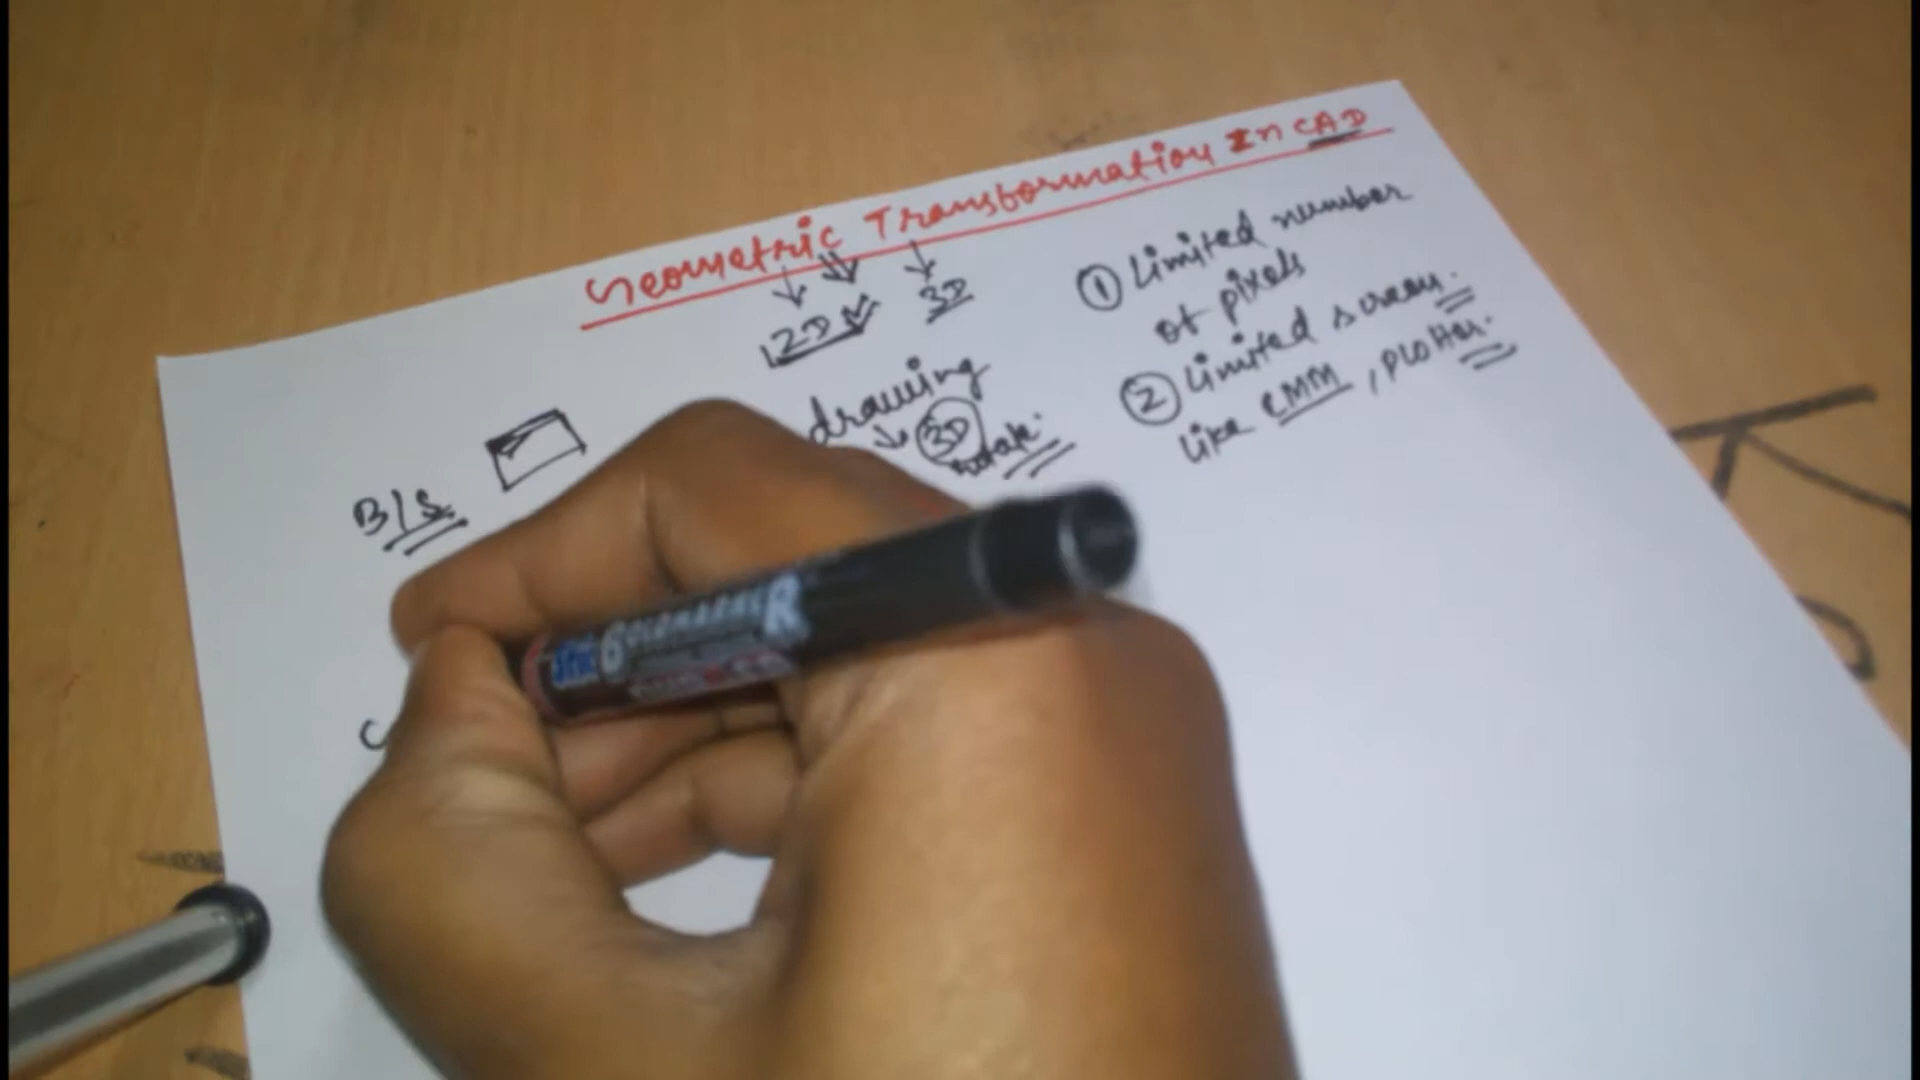 Geometric Transformation In CAD
2D 3D
drawing
3D
rotate.
B/S
① Limited number
of pixels
② Limited screen.
like CMM, plotter.
C
R